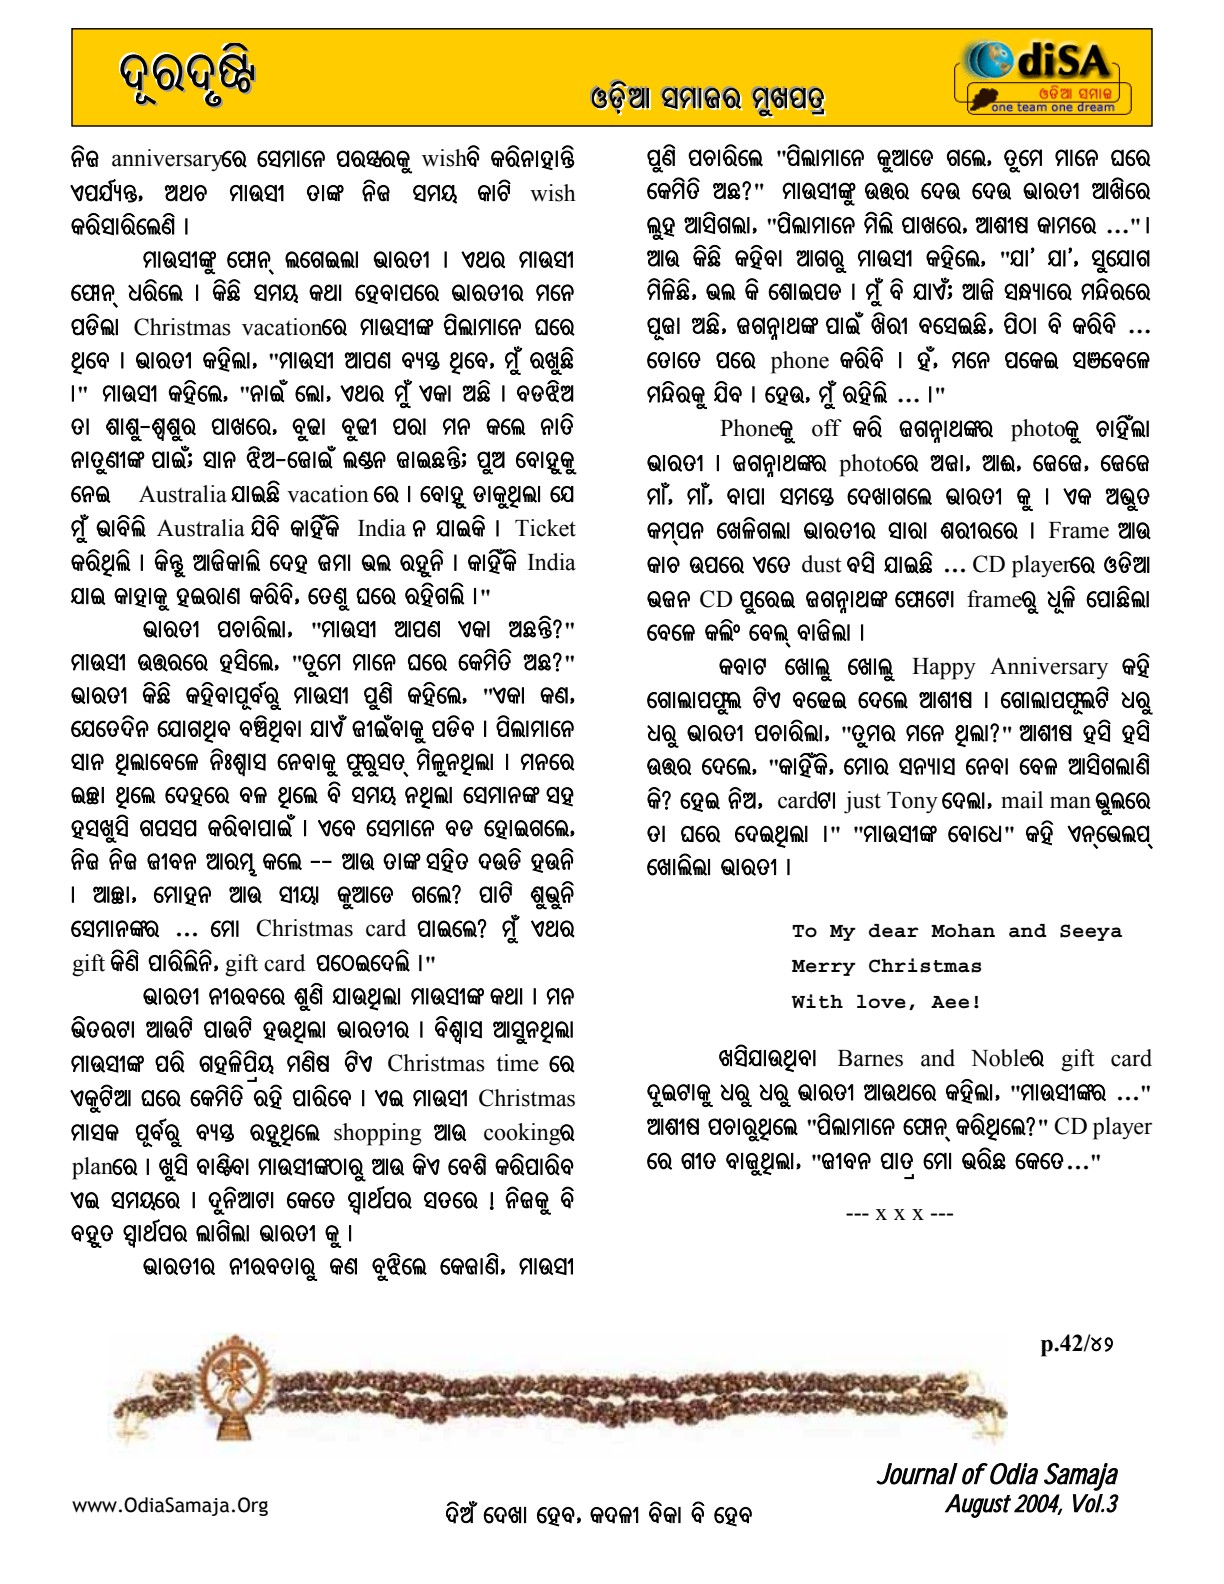 ଦୂରଦୃଷ୍ଟି
ଓଡ଼ିଆ ସମାଜର ମୁଖପତ୍ର
OdiSA
ଓଡିଆ ସମାଜ
one team one dream
ନିଜ anniversaryରେ ସେମାନେ ପରସ୍ପରକୁ wishବି କରିନାହାନ୍ତି
ଏପର୍ଯ୍ୟନ୍ତ, ଅଥଚ ମାଉସୀ ତାଙ୍କ ନିଜ ସମୟ କାଟି wish
କରିସାରିଲେଣି ।
ମାଉସୀଙ୍କୁ ଫୋନ୍ ଲଗେଇଲା ଭାରତୀ । ଏଥର ମାଉସୀ
ଫୋନ୍ ଧରିଲେ । କିଛି ସମୟ କଥା ହେବାପରେ ଭାରତୀର ମନେ
ପଡିଲା Christmas vacationରେ ମାଉସୀଙ୍କ ପିଲାମାନେ ଘରେ
ଥିବେ । ଭାରତୀ କହିଲା, "ମାଉସୀ ଆପଣ ବ୍ୟସ୍ତ ଥିବେ, ମୁଁ ରଖୁଛି
।" ମାଉସୀ କହିଲେ, "ନାଇଁ ଲୋ, ଏଥର ମୁଁ ଏକା ଅଛି । ବଡଝିଅ
ତା ଶାଶୁ-ଶ୍ୱଶୁର ପାଖରେ, ବୁଢା ବୁଢୀ ପରା ମନ କଲେ ନାତି
ନାତୁଣୀଙ୍କ ପାଇଁ; ସାନ ଝିଅ-ଜୋଇଁ ଲଣ୍ଡନ ଜାଇଛନ୍ତି; ପୁଅ ବୋହୁକୁ
ନେଇ Australia ଯାଇଛି vacation ରେ । ବୋହୁ ଡାକୁଥିଲା ଯେ
ମୁଁ ଭାବିଲି Australia ଯିବି କାହିଁକି India ନ ଯାଇକି । Ticket
କରିଥିଲି । କିନ୍ତୁ ଆଜିକାଲି ଦେହ ଜମା ଭଲ ରହୁନି । କାହିଁକି India
ଯାଇ କାହାକୁ ହଇରାଣ କରିବି, ତେଣୁ ଘରେ ରହିଗଲି ।"
ଭାରତୀ ପଚାରିଲା, "ମାଉସୀ ଆପଣ ଏକା ଅଛନ୍ତି?"
ମାଉସୀ ଉତ୍ତରରେ ହସିଲେ, "ତୁମେ ମାନେ ଘରେ କେମିତି ଅଛ?"
ଭାରତୀ କିଛି କହିବାପୂର୍ବରୁ ମାଉସୀ ପୁଣି କହିଲେ, "ଏକା କଣ,
ଯେତେଦିନ ଯୋଗଥିବ ବଞ୍ଚିଥିବା ଯାଏଁ ଜୀଇଁବାକୁ ପଡିବ । ପିଲାମାନେ
ସାନ ଥିଲାବେଳେ ନିଃଶ୍ୱାସ ନେବାକୁ ଫୁରୁସତ୍ ମିଳୁନଥିଲା । ମନରେ
ଇଛା ଥିଲେ ଦେହରେ ବଳ ଥିଲେ ବି ସମୟ ନଥିଲା ସେମାନଙ୍କ ସହ
ହସଖୁସି ଗପସପ କରିବାପାଇଁ । ଏବେ ସେମାନେ ବଡ ହୋଇଗଲେ,
ନିଜ ନିଜ ଜୀବନ ଆରମ୍ଭ କଲେ -- ଆଉ ତାଙ୍କ ସହିତ ଦଉଡି ହଉନି
। ଆଛା, ମୋହନ ଆଉ ସୀୟା କୁଆଡେ ଗଲେ? ପାଟି ଶୁଭୁନି
ସେମାନଙ୍କର ... ମୋ Christmas card ପାଇଲେ? ମୁଁ ଏଥର
gift କିଣି ପାରିଲିନି, gift card ପଠେଇଦେଲି ।"
ଭାରତୀ ନୀରବରେ ଶୁଣି ଯାଉଥିଲା ମାଉସୀଙ୍କ କଥା । ମନ
ଭିତରଟା ଆଉଟି ପାଉଟି ହଉଥିଲା ଭାରତୀର । ବିଶ୍ୱାସ ଆସୁନଥିଲା
ମାଉସୀଙ୍କ ପରି ଗହଳିପ୍ରିୟ ମଣିଷ ଟିଏ Christmas time ରେ
ଏକୁଟିଆ ଘରେ କେମିତି ରହି ପାରିବେ । ଏଇ ମାଉସୀ Christmas
ମାସକ ପୂର୍ବରୁ ବ୍ୟସ୍ତ ରହୁଥିଲେ shopping ଆଉ cookingର
planରେ । ଖୁସି ବାଣ୍ଟିବା ମାଉସୀଙ୍କଠାରୁ ଆଉ କିଏ ବେଶି କରିପାରିବ
ଏଇ ସମୟରେ । ଦୁନିଆଟା କେତେ ସ୍ୱାର୍ଥପର ସତରେ ! ନିଜକୁ ବି
ବହୁତ ସ୍ୱାର୍ଥପର ଲାଗିଲା ଭାରତୀ କୁ ।
ଭାରତୀର ନୀରବତାରୁ କଣ ବୁଝିଲେ କେଜାଣି, ମାଉସୀ
ପୁଣି ପଚାରିଲେ "ପିଲାମାନେ କୁଆଡେ ଗଲେ, ତୁମେ ମାନେ ଘରେ
କେମିତି ଅଛ?" ମାଉସୀଙ୍କୁ ଉତ୍ତର ଦେଉ ଦେଉ ଭାରତୀ ଆଖିରେ
ଲୁହ ଆସିଗଲା, "ପିଲାମାନେ ମିଲି ପାଖରେ, ଆଶୀଷ କାମରେ ..." ।
ଆଉ କିଛି କହିବା ଆଗରୁ ମାଉସୀ କହିଲେ, "ଯା' ଯା', ସୁଯୋଗ
ମିଳିଛି, ଭଲ କି ଶୋଇପଡ । ମୁଁ ବି ଯାଏଁ; ଆଜି ସନ୍ଧ୍ୟାରେ ମନ୍ଦିରରେ
ପୂଜା ଅଛି, ଜଗନ୍ନାଥଙ୍କ ପାଇଁ ଖିରୀ ବସେଇଛି, ପିଠା ବି କରିବି ...
ତୋତେ ପରେ phone କରିବି । ହଁ, ମନେ ପକେଇ ସଞ୍ଜବେଳେ
ମନ୍ଦିରକୁ ଯିବ । ହେଉ, ମୁଁ ରହିଲି ... ।"
Phoneକୁ off କରି ଜଗନ୍ନାଥଙ୍କର photoକୁ ଚାହିଁଲା
ଭାରତୀ । ଜଗନ୍ନାଥଙ୍କର photoରେ ଅଜା, ଆଈ, ଜେଜେ, ଜେଜେ
ମାଁ, ମାଁ, ବାପା ସମସ୍ତେ ଦେଖାଗଲେ ଭାରତୀ କୁ । ଏକ ଅଦ୍ଭୁତ
କମ୍ପନ ଖେଳିଗଲା ଭାରତୀର ସାରା ଶରୀରରେ । Frame ଆଉ
କାଚ ଉପରେ ଏତେ dust ବସି ଯାଇଛି ... CD playerରେ ଓଡିଆ
ଭଜନ CD ପୁରେଇ ଜଗନ୍ନାଥଙ୍କ ଫୋଟୋ frameରୁ ଧୂଳି ପୋଛିଲା
ବେଳେ କଲିଂ ବେଲ୍ ବାଜିଲା ।
କବାଟ ଖୋଲୁ ଖୋଲୁ Happy Anniversary କହି
ଗୋଲାପଫୁଲ ଟିଏ ବଢେଇ ଦେଲେ ଆଶୀଷ । ଗୋଲାପଫୂଲଟି ଧରୁ
ଧରୁ ଭାରତୀ ପଚାରିଲା, "ତୁମର ମନେ ଥିଲା?" ଆଶୀଷ ହସି ହସି
ଉତ୍ତର ଦେଲେ, "କାହିଁକି, ମୋର ସନ୍ୟାସ ନେବା ବେଳ ଆସିଗଲାଣି
କି? ହେଇ ନିଅ, cardଟା just Tony ଦେଲା, mail man ଭୁଲରେ
ତା ଘରେ ଦେଇଥିଲା ।" "ମାଉସୀଙ୍କ ବୋଧେ" କହି ଏନ୍‌ଭେଲପ୍
ଖୋଲିଲା ଭାରତୀ ।
To My dear Mohan and Seeya
Merry Christmas
With love, Aee!
ଖସିଯାଉଥିବା Barnes and Nobleର gift card
ଦୁଇଟାକୁ ଧରୁ ଧରୁ ଭାରତୀ ଆଉଥରେ କହିଲା, "ମାଉସୀଙ୍କର ..."
ଆଶୀଷ ପଚାରୁଥିଲେ "ପିଲାମାନେ ଫୋନ୍ କରିଥିଲେ?" CD player
ରେ ଗୀତ ବାଜୁଥିଲା, "ଜୀବନ ପାତ୍ର ମୋ ଭରିଛ କେତେ..."
--- x x x ---
p.42/୪୨
Journal of Odia Samaja
August 2004, Vol.3
www.OdiaSamaja.Org
ଦିଅଁ ଦେଖା ହେବ, କଦଳୀ ବିକା ବି ହେବ